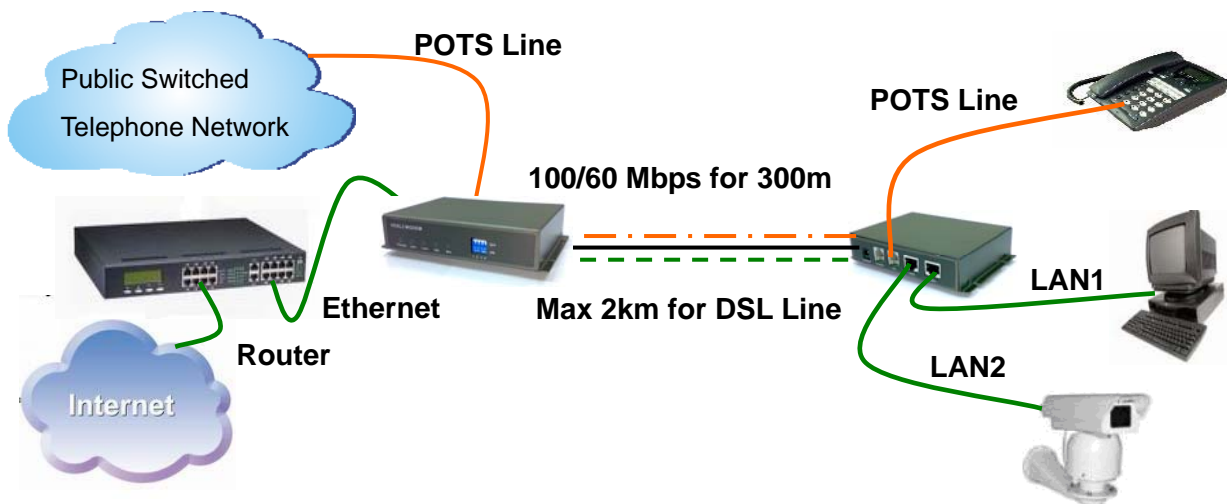 POTS Line
Public Switched
Telephone Network
POTS Line
100/60 Mbps for 300m
Ethernet
Max 2km for DSL Line
LAN1
Router
LAN2
Internet